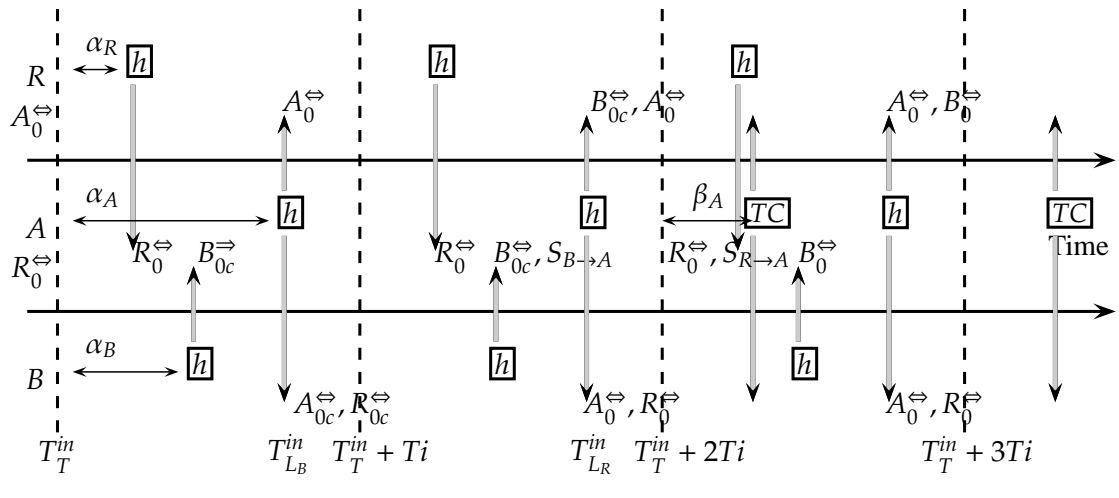 α_R h h h
R
A_0^⇔ A_0^⇔ B_{0c}^⇔, A_0^⇔ A_0^⇔, B_0^⇔
α_A h h β_A TC h TC
A Time
R_0^⇔ R_0^⇔ B_{0c}^⇒ R_0^⇔ B_{0c}^⇔, S_{B→A} R_0^⇔, S_{R→A} B_0^⇔
α_B h h h
B
A_{0c}^⇔, R_{0c}^⇔ A_0^⇔, R_0^⇔ A_0^⇔, R_0^⇔
T_T^{in} T_{L_B}^{in} T_T^{in} + Ti T_{L_R}^{in} T_T^{in} + 2Ti T_T^{in} + 3Ti